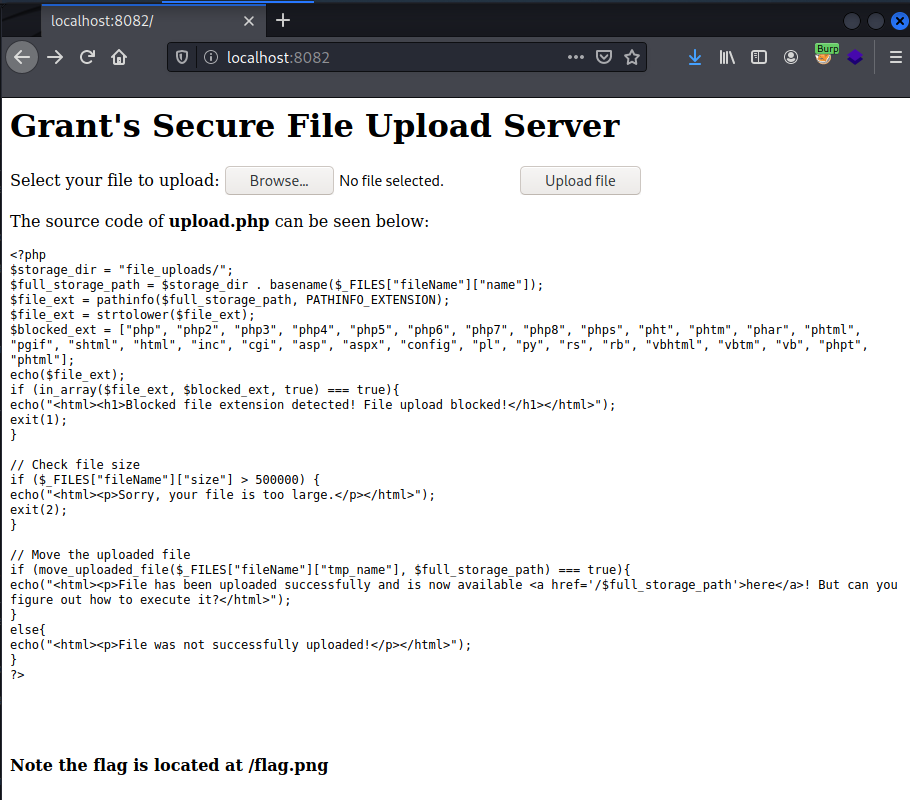 localhost:8082/
localhost:8082
Burp
Grant's Secure File Upload Server
Select your file to upload: Browse... No file selected. Upload file
The source code of upload.php can be seen below:
<?php
$storage_dir = "file_uploads/";
$full_storage_path = $storage_dir . basename($_FILES["fileName"]["name"]);
$file_ext = pathinfo($full_storage_path, PATHINFO_EXTENSION);
$file_ext = strtolower($file_ext);
$blocked_ext = ["php", "php2", "php3", "php4", "php5", "php6", "php7", "php8", "phps", "pht", "phtm", "phar", "phtml",
"pgif", "shtml", "html", "inc", "cgi", "asp", "aspx", "config", "pl", "py", "rs", "rb", "vbhtml", "vbtm", "vb", "phpt",
"phtml"];
echo($file_ext);
if (in_array($file_ext, $blocked_ext, true) === true){
echo("<html><h1>Blocked file extension detected! File upload blocked!</h1></html>");
exit(1);
}
// Check file size
if ($_FILES["fileName"]["size"] > 500000) {
echo("<html><p>Sorry, your file is too large.</p></html>");
exit(2);
}
// Move the uploaded file
if (move_uploaded_file($_FILES["fileName"]["tmp_name"], $full_storage_path) === true){
echo("<html><p>File has been uploaded successfully and is now available <a href='/$full_storage_path'>here</a>! But can you
figure out how to execute it?</html>");
}
else{
echo("<html><p>File was not successfully uploaded!</p></html>");
}
?>
Note the flag is located at /flag.png